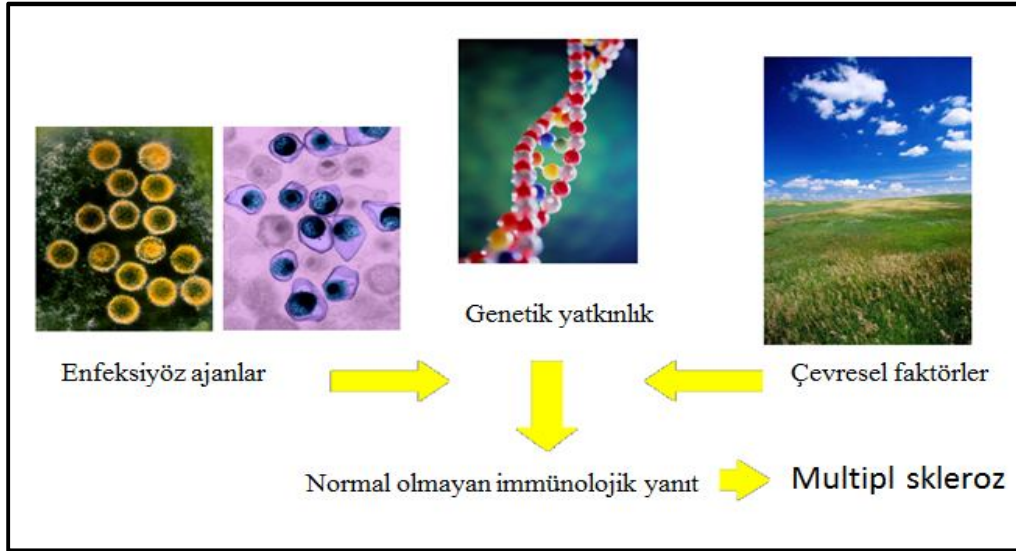 Genetik yatkınlık
Enfeksiyöz ajanlar
Çevresel faktörler
Normal olmayan immünolojik yanıt
Multipl skleroz